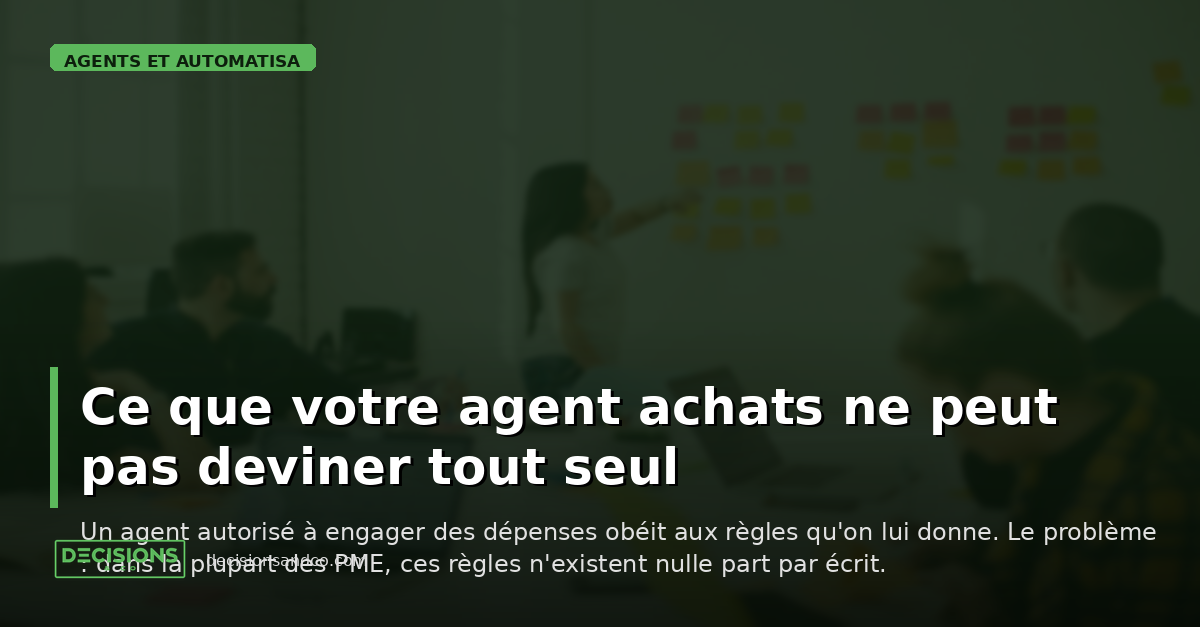 AGENTS ET AUTOMATISA
Ce que votre agent achats ne peut
pas deviner tout seul
Un agent autorisé à engager des dépenses obéit aux règles qu'on lui donne. Le problème
: dans la plupart des PME, ces règles n'existent nulle part par écrit.
DECISIONS
decisionsandco.com